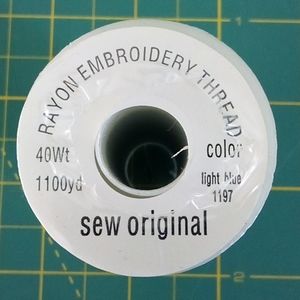 RAYON EMBROIDERY THREAD
40Wt
1100yd
color
light blue
1197
sew original